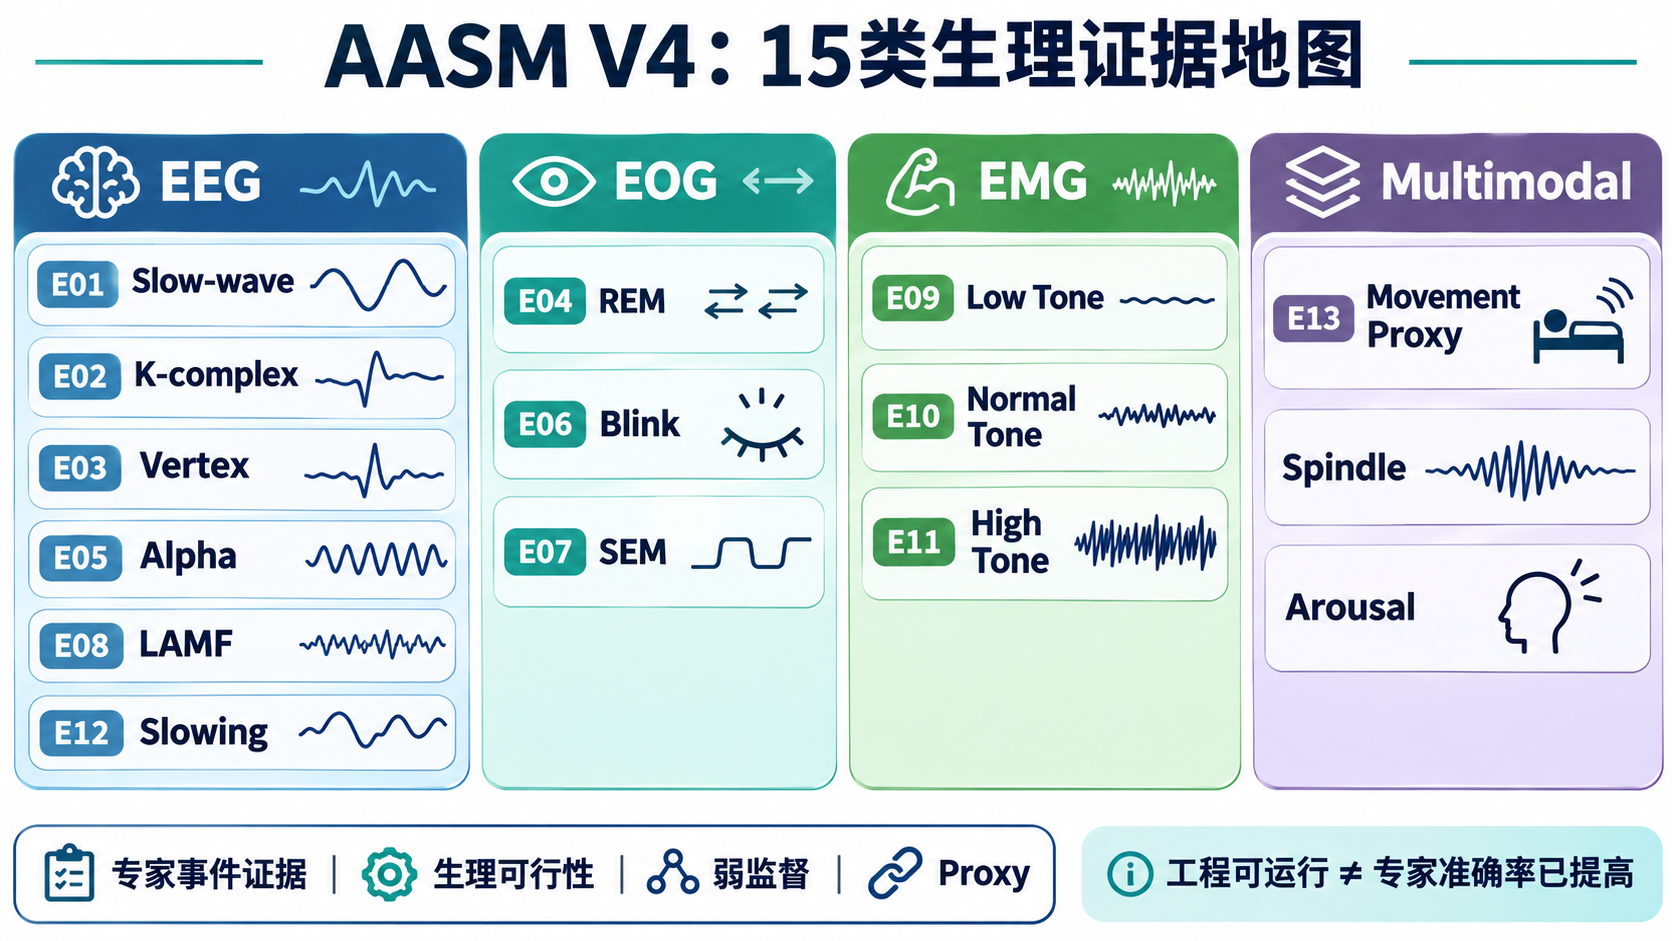 AASM V4：15类生理证据地图
EEG
E01 Slow-wave
E02 K-complex
E03 Vertex
E05 Alpha
E08 LAMF
E12 Slowing
EOG
E04 REM
E06 Blink
E07 SEM
EMG
E09 Low Tone
E10 Normal
Tone
E11 High
Tone
Multimodal
E13 Movement
Proxy
Spindle
Arousal
专家事件证据 | 生理可行性 | 弱监督 | Proxy
工程可运行 ≠ 专家准确率已提高